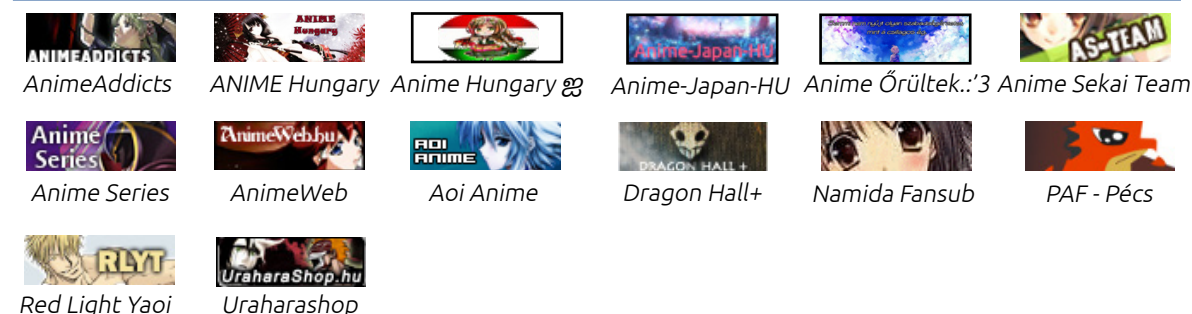 ANIMEADDICTS
ANIME
Hungary
Anime-Japan-HU
AS-TEAM
AnimeAddicts
ANIME Hungary
Anime Hungary ஐ
Anime-Japan-HU
Anime Őrültek.:’3
Anime Sekai Team
Anime
Series
AnimeWeb.hu
AOI
ANIME
DRAGON HALL +
Anime Series
AnimeWeb
Aoi Anime
Dragon Hall+
Namida Fansub
PAF - Pécs
RLYT
UraharaShop.hu
Red Light Yaoi
Uraharashop